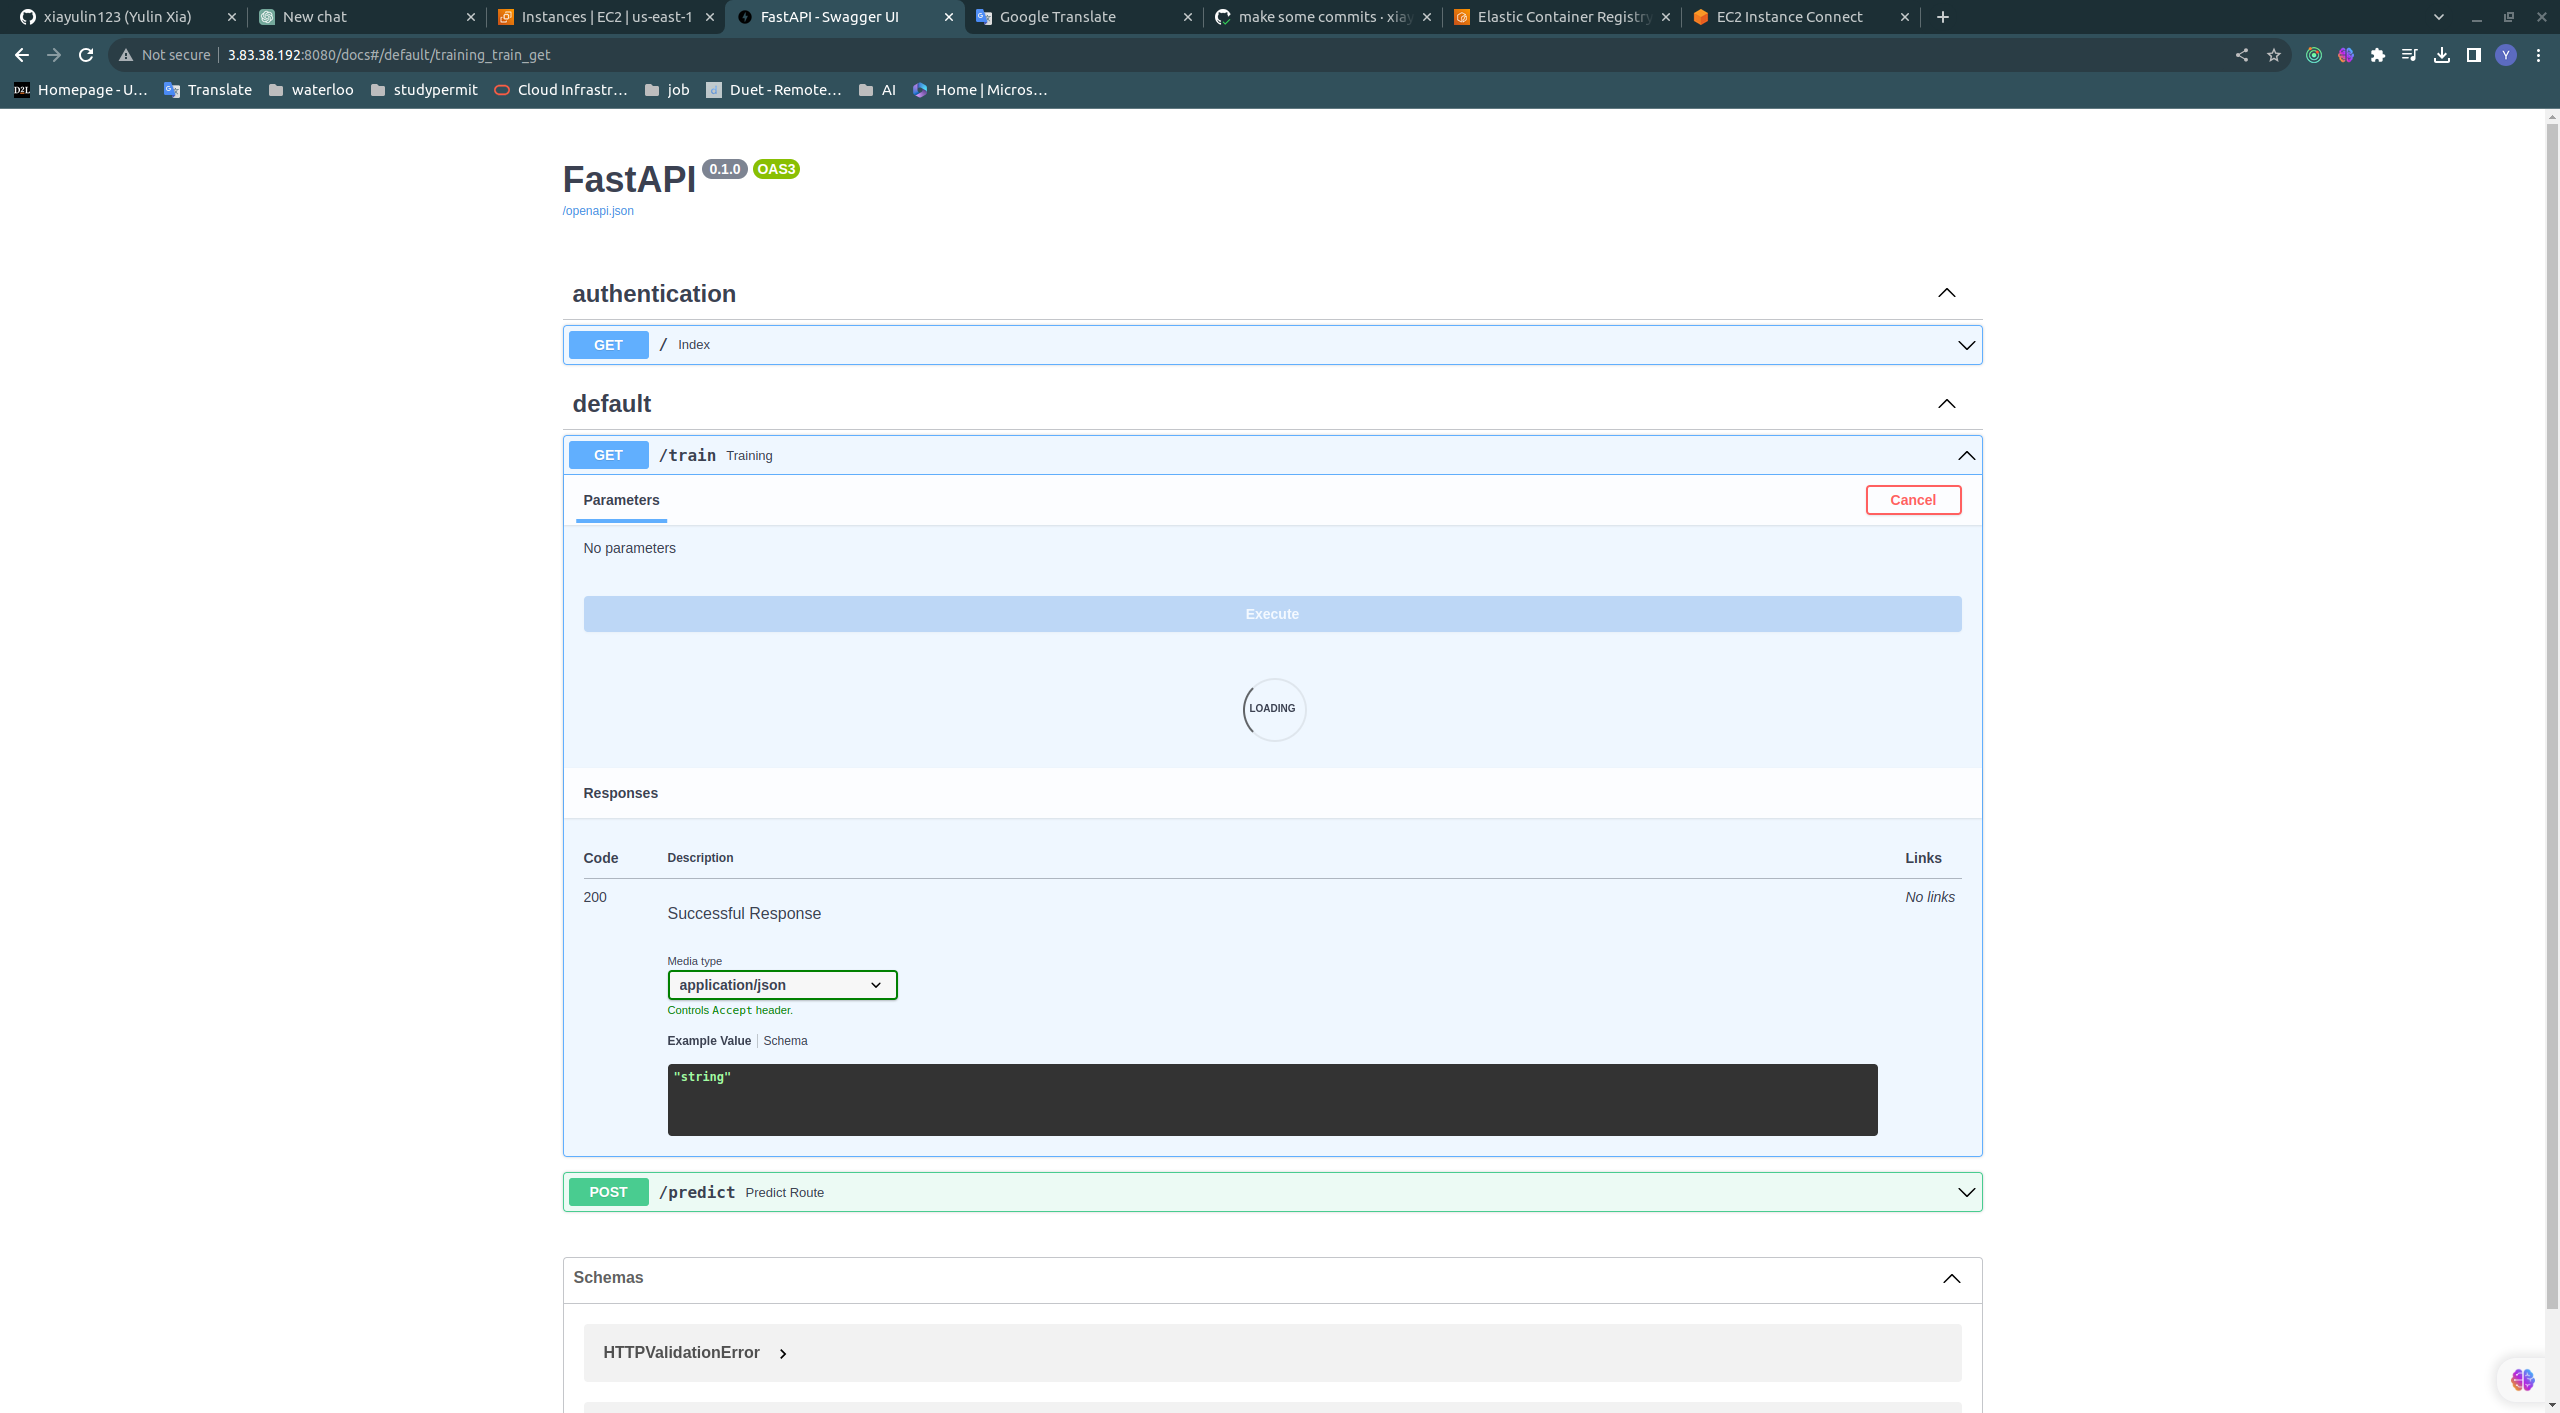 xiayulin123 (Yulin Xia)
New chat
Instances | EC2 | us-east-1
FastAPI - Swagger UI
Google Translate
make some commits · xiay
Elastic Container Registry
EC2 Instance Connect
Not secure
3.83.38.192:8080/docs#/default/training_train_get
Y
D2L
Homepage - U...
Translate
waterloo
studypermit
Cloud Infrastr...
job
d
Duet - Remote...
AI
Home | Micros...
FastAPI 0.1.0 OAS3
/openapi.json
authentication
GET / Index
default
GET /train Training
Parameters
Cancel
No parameters
Execute
LOADING
Responses
Code Description Links
200 Successful Response No links
Media type
application/json
Controls Accept header.
Example Value Schema
"string"
POST /predict Predict Route
Schemas
HTTPValidationError